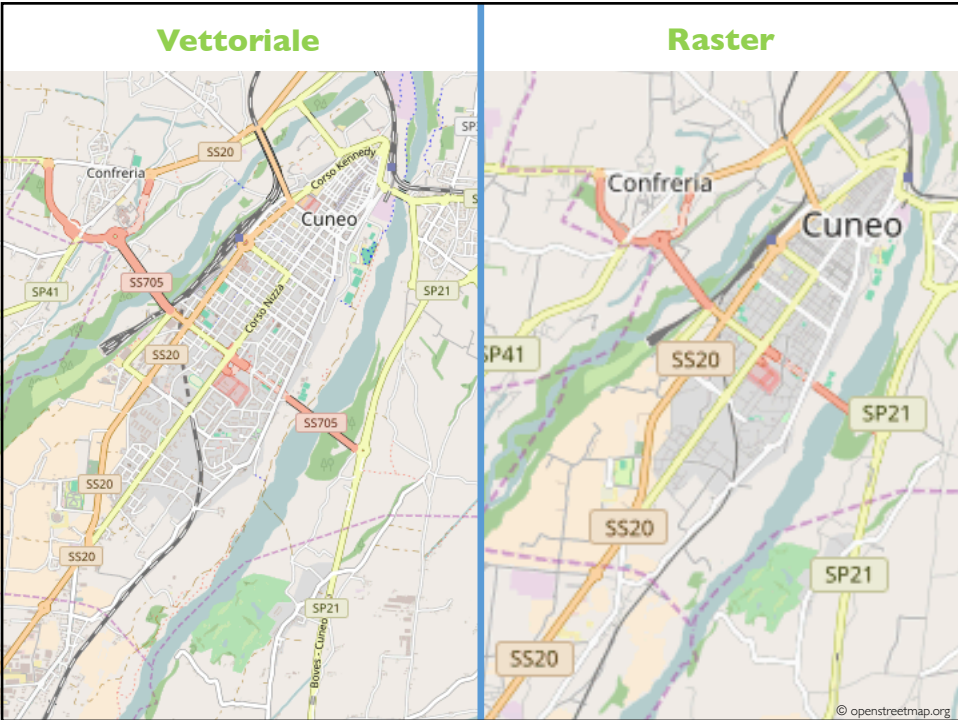 Vettoriale
SS20
SP3
Confreria
Corso Kennedy
Cuneo
SS705
SP41
SP21
Corso Nizza
SS20
SS705
SS20
SS20
SP21
Boves - Cuneo
Raster
Confreria
Cuneo
SP41
SS20
SP21
SS20
SP21
SS20
© openstreetmap.org